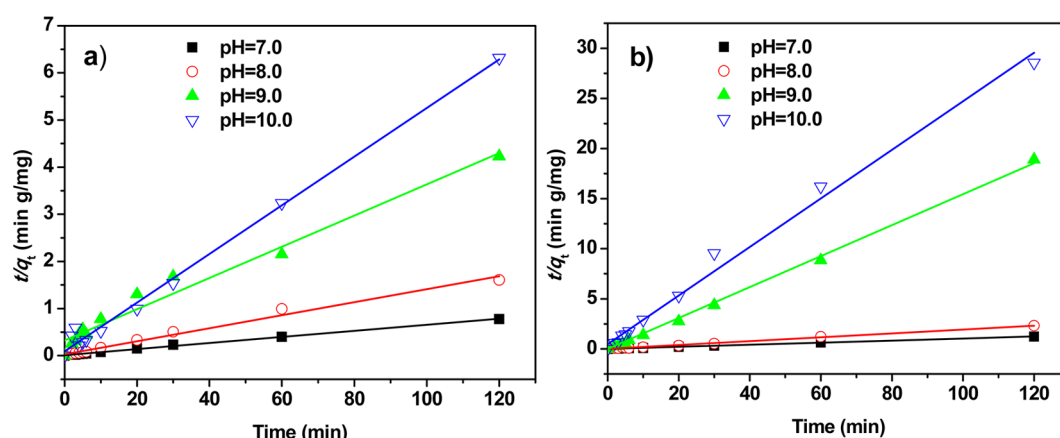 a)
pH=7.0
pH=8.0
pH=9.0
pH=10.0
7
6
5
4
3
2
1
0
t/qt (min g/mg)
0 20 40 60 80 100 120
Time (min)
b)
pH=7.0
pH=8.0
pH=9.0
pH=10.0
30
25
20
15
10
5
0
t/qt (min g/mg)
0 20 40 60 80 100 120
Time (min)